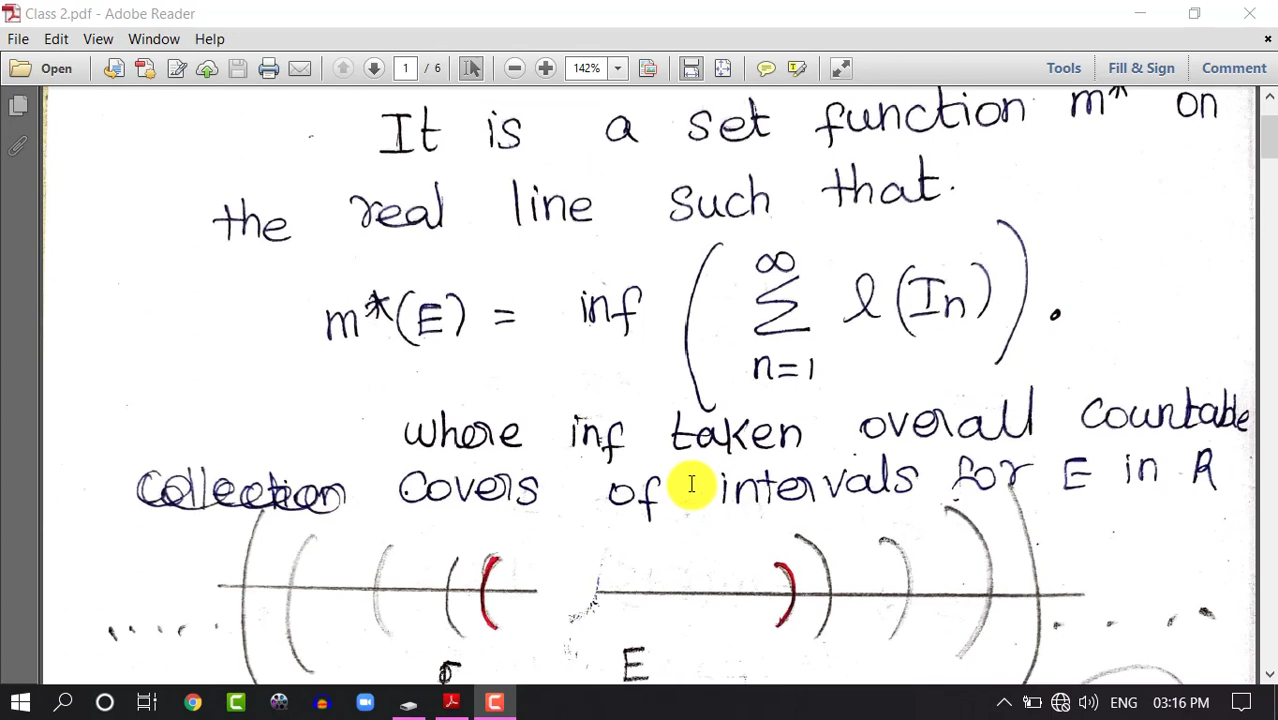 Class 2.pdf - Adobe Reader
File Edit View Window Help
Open 1 / 6 142% Tools Fill & Sign Comment
It is a set function m* on
the real line such that.
m*(E) = inf ( ∞ ∑ n=1 l(In) ).
where inf taken overall countable
collection Covers of intervals for E in R
E
ENG 03:16 PM